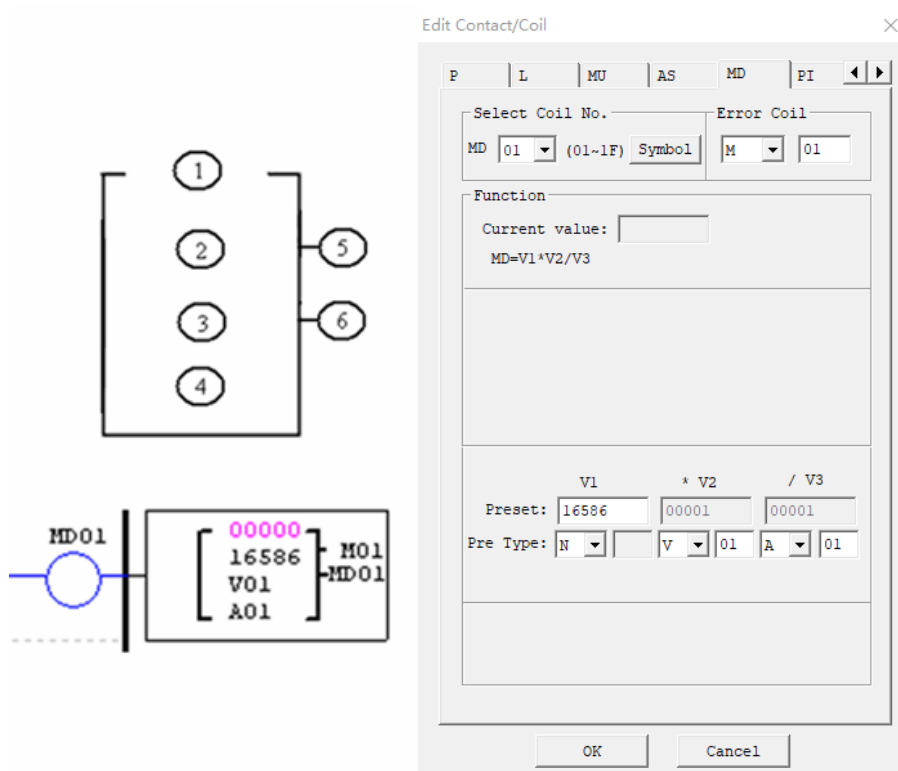 Edit Contact/Coil
P L MU AS MD PI
Select Coil No. Error Coil
MD 01 (01~1F) Symbol M 01
Function
Current value:
MD=V1*V2/V3
V1 * V2 / V3
Preset: 16586 00001 00001
Pre Type: N V 01 A 01
OK Cancel
1
2
5
3
6
4
MD01
00000
16586 M01
V01 MD01
A01